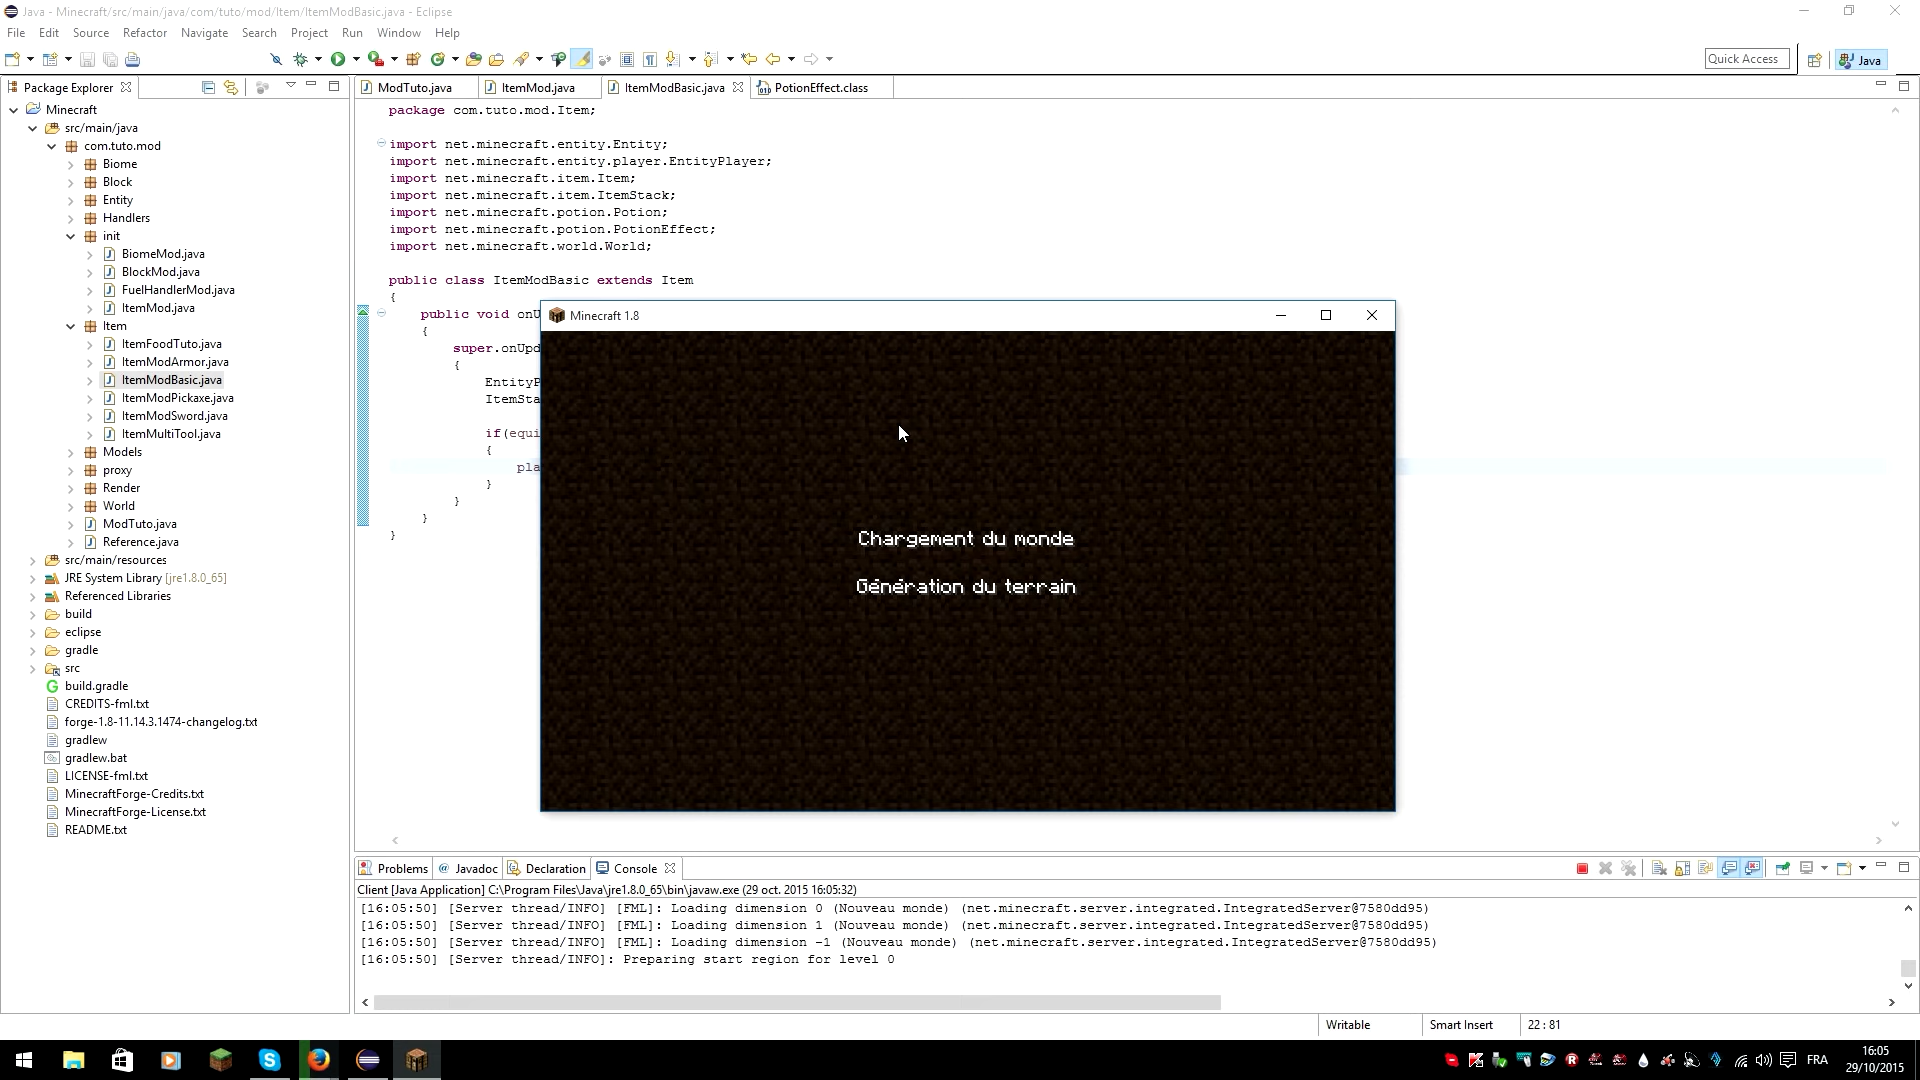 Java - Minecraft/src/main/java/com/tuto/mod/Item/ItemModBasic.java - Eclipse
File Edit Source Refactor Navigate Search Project Run Window Help
Quick Access
Java
Package Explorer
ModTuto.java
ItemMod.java
ItemModBasic.java
PotionEffect.class
Minecraft
src/main/java
com.tuto.mod
Biome
Block
Entity
Handlers
init
BiomeMod.java
BlockMod.java
FuelHandlerMod.java
ItemMod.java
Item
ItemFoodTuto.java
ItemModArmor.java
ItemModBasic.java
ItemModPickaxe.java
ItemModSword.java
ItemMultiTool.java
Models
proxy
Render
World
ModTuto.java
Reference.java
src/main/resources
JRE System Library [jre1.8.0_65]
Referenced Libraries
build
eclipse
gradle
src
build.gradle
CREDITS-fml.txt
forge-1.8-11.14.3.1474-changelog.txt
gradlew
gradlew.bat
LICENSE-fml.txt
MinecraftForge-Credits.txt
MinecraftForge-License.txt
README.txt
package com.tuto.mod.Item;
import net.minecraft.entity.Entity;
import net.minecraft.entity.player.EntityPlayer;
import net.minecraft.item.Item;
import net.minecraft.item.ItemStack;
import net.minecraft.potion.Potion;
import net.minecraft.potion.PotionEffect;
import net.minecraft.world.World;
public class ItemModBasic extends Item
{
public void onU
{
super.onUpd
{
EntityP
ItemSta
if(equi
{
pla
}
}
}
}
Minecraft 1.8
Chargement du monde
Génération du terrain
Problems
@ Javadoc
Declaration
Console
Client [Java Application] C:\Program Files\Java\jre1.8.0_65\bin\javaw.exe (29 oct. 2015 16:05:32)
[16:05:50] [Server thread/INFO] [FML]: Loading dimension 0 (Nouveau monde) (net.minecraft.server.integrated.IntegratedServer@7580dd95)
[16:05:50] [Server thread/INFO] [FML]: Loading dimension 1 (Nouveau monde) (net.minecraft.server.integrated.IntegratedServer@7580dd95)
[16:05:50] [Server thread/INFO] [FML]: Loading dimension -1 (Nouveau monde) (net.minecraft.server.integrated.IntegratedServer@7580dd95)
[16:05:50] [Server thread/INFO]: Preparing start region for level 0
Writable
Smart Insert
22 : 81
FRA
16:05
29/10/2015